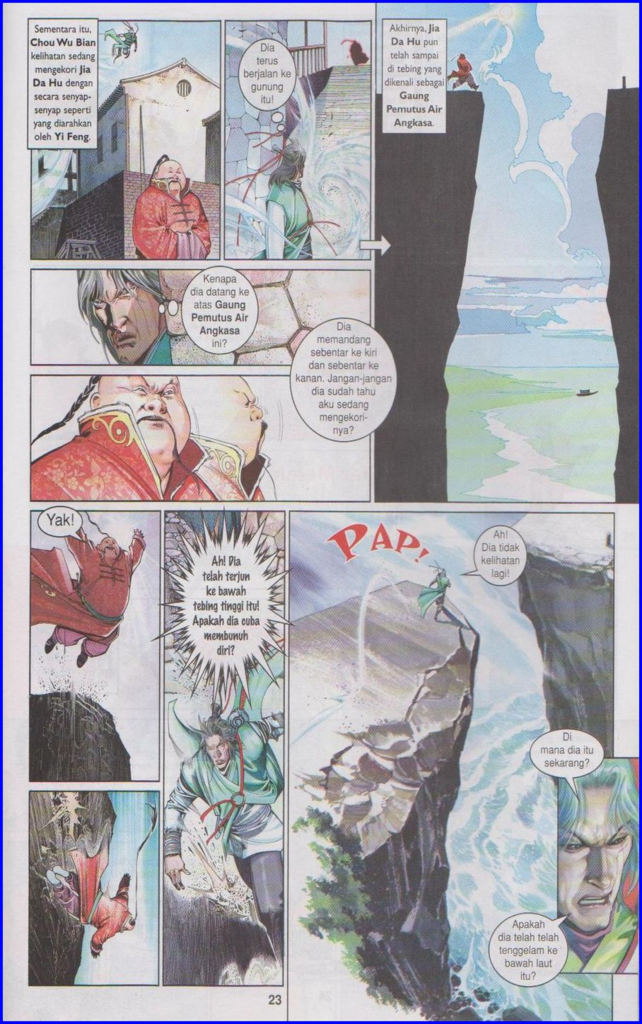 Sementara itu,
Chou Wu Bian
kelihatan sedang
mengekori Jia
Da Hu dengan
secara senyap-
senyap seperti
yang diarahkan
oleh Yi Feng.
Dia
terus
berjalan ke
gunung
itu!
Akhirnya, Jia
Da Hu pun
telah sampai
di tebing yang
dikenali sebagai
Gaung
Pemutus Air
Angkasa.
Kenapa
dia datang ke
atas Gaung
Pemutus Air
Angkasa
ini?
Dia
memandang
sebentar ke kiri
dan sebentar ke
kanan. Jangan-jangan
dia sudah tahu
aku sedang
mengekori-
nya?
Yak!
Ah! Dia
telah terjun
ke bawah
tebing tinggi itu!
Apakah dia cuba
membunuh
diri?
PAP!
Ah!
Dia tidak
kelihatan
lagi!
Di
mana dia itu
sekarang?
Apakah
dia telah telah
tenggelam ke
bawah laut
itu?
23